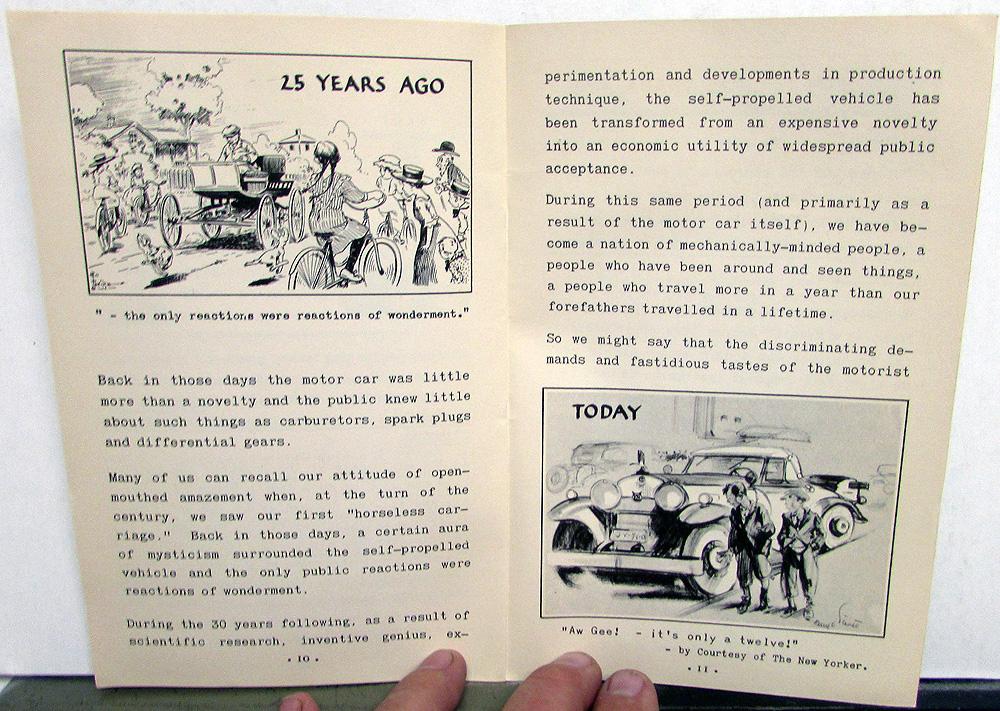 25 YEARS AGO
" - the only reactions were reactions of wonderment."
Back in those days the motor car was little
more than a novelty and the public knew little
about such things as carburetors, spark plugs
and differential gears.
Many of us can recall our attitude of open-
mouthed amazement when, at the turn of the
century, we saw our first "horseless car-
riage." Back in those days, a certain aura
of mysticism surrounded the self-propelled
vehicle and the only public reactions were
reactions of wonderment.
During the 30 years following, as a result of
scientific research, inventive genius, ex-
• 10 •
perimentation and developments in production
technique, the self-propelled vehicle has
been transformed from an expensive novelty
into an economic utility of widespread public
acceptance.
During this same period (and primarily as a
result of the motor car itself), we have be-
come a nation of mechanically-minded people, a
people who have been around and seen things,
a people who travel more in a year than our
forefathers travelled in a lifetime.
So we might say that the discriminating de-
mands and fastidious tastes of the motorist
TODAY
"Aw Gee! - it's only a twelve!"
- by Courtesy of The New Yorker.
• 11 •